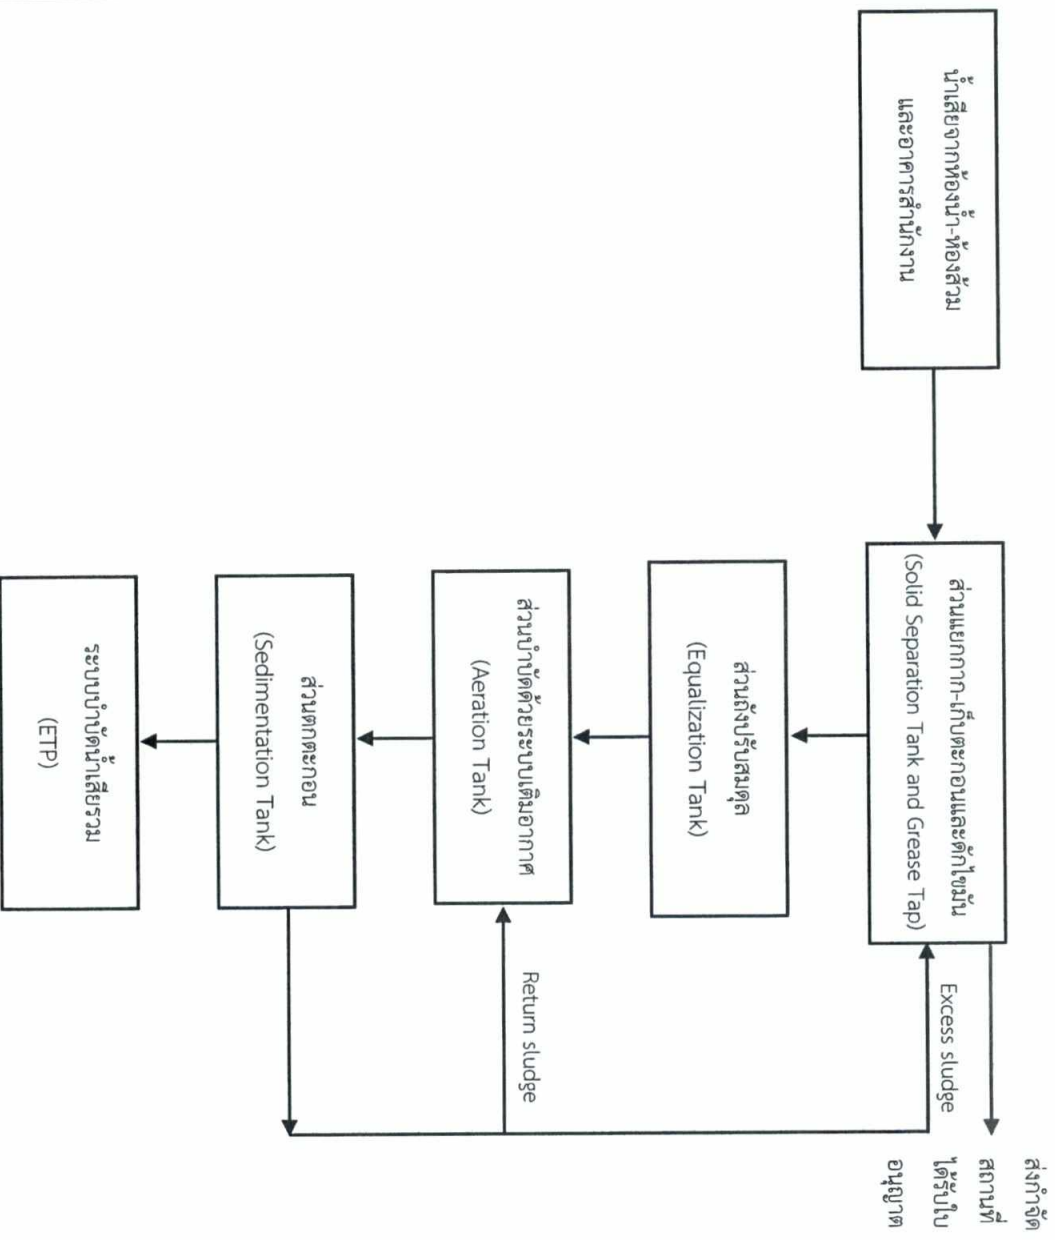 น้ำเสียจากห้องน้ำ-ห้องส้วม
และอาคารสำนักงาน
ส่วนแยกกาก-เก็บตะกอนและดักไขมัน
(Solid Separation Tank and Grease Tap)
Excess sludge
ส่งกำจัด
สถานที่
ได้รับใบ
อนุญาต
ส่วนถังปรับสมดุล
(Equalization Tank)
ส่วนบำบัดด้วยระบบเติมอากาศ
(Aeration Tank)
Return sludge
ส่วนตกตะกอน
(Sedimentation Tank)
ระบบบำบัดน้ำเสียรวม
(ETP)